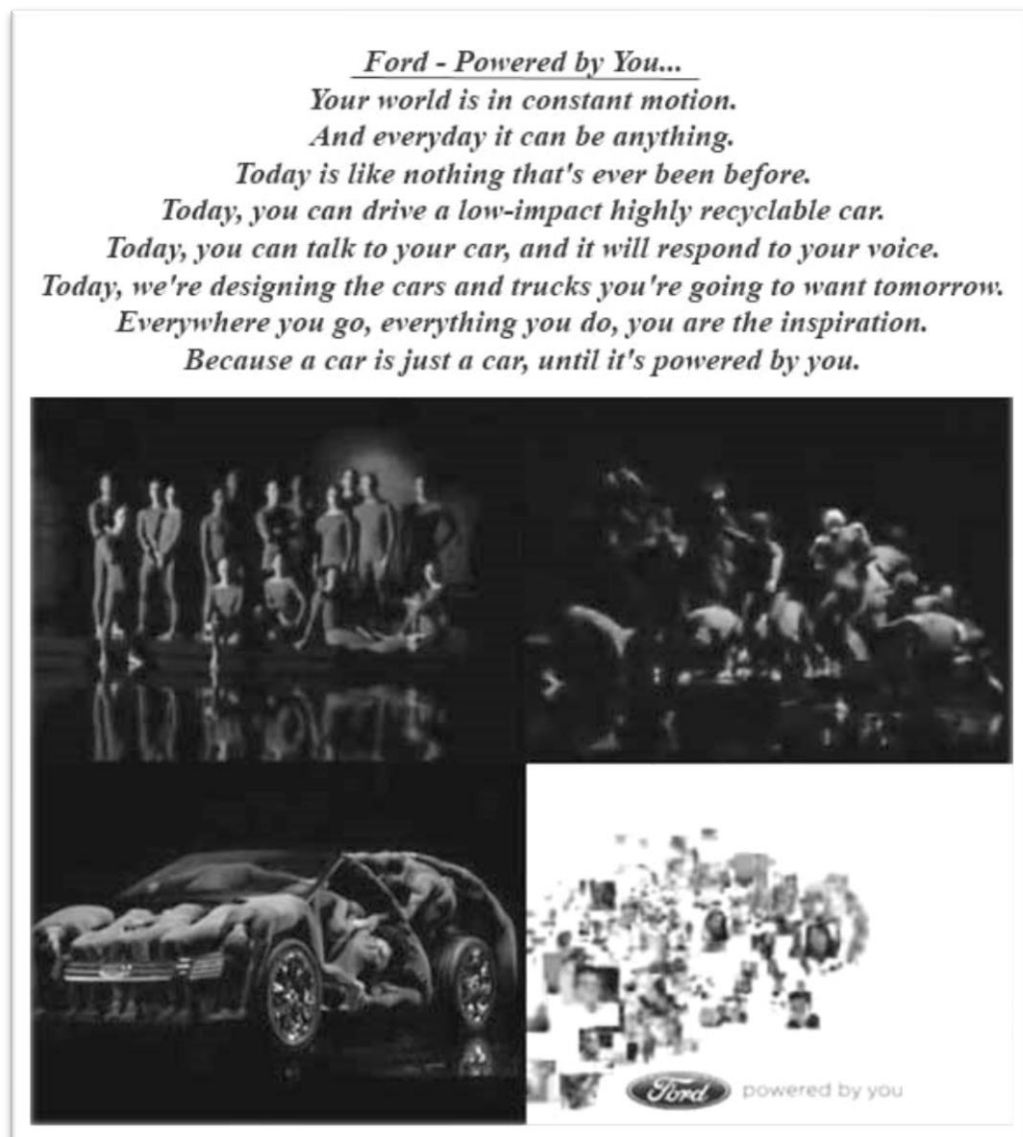 Ford - Powered by You...
Your world is in constant motion.
And everyday it can be anything.
Today is like nothing that's ever been before.
Today, you can drive a low-impact highly recyclable car.
Today, you can talk to your car, and it will respond to your voice.
Today, we're designing the cars and trucks you're going to want tomorrow.
Everywhere you go, everything you do, you are the inspiration.
Because a car is just a car, until it's powered by you.
Ford powered by you